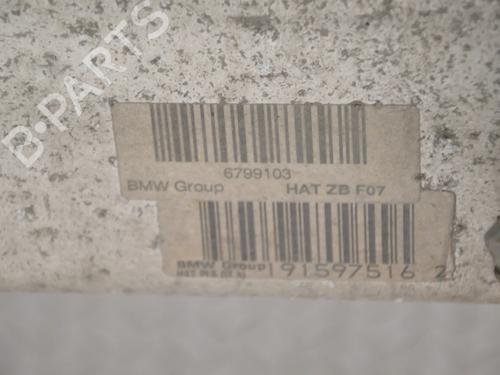 B-PARTS
6799103
BMW Group HAT ZB F07
BMW Group 191597516 2